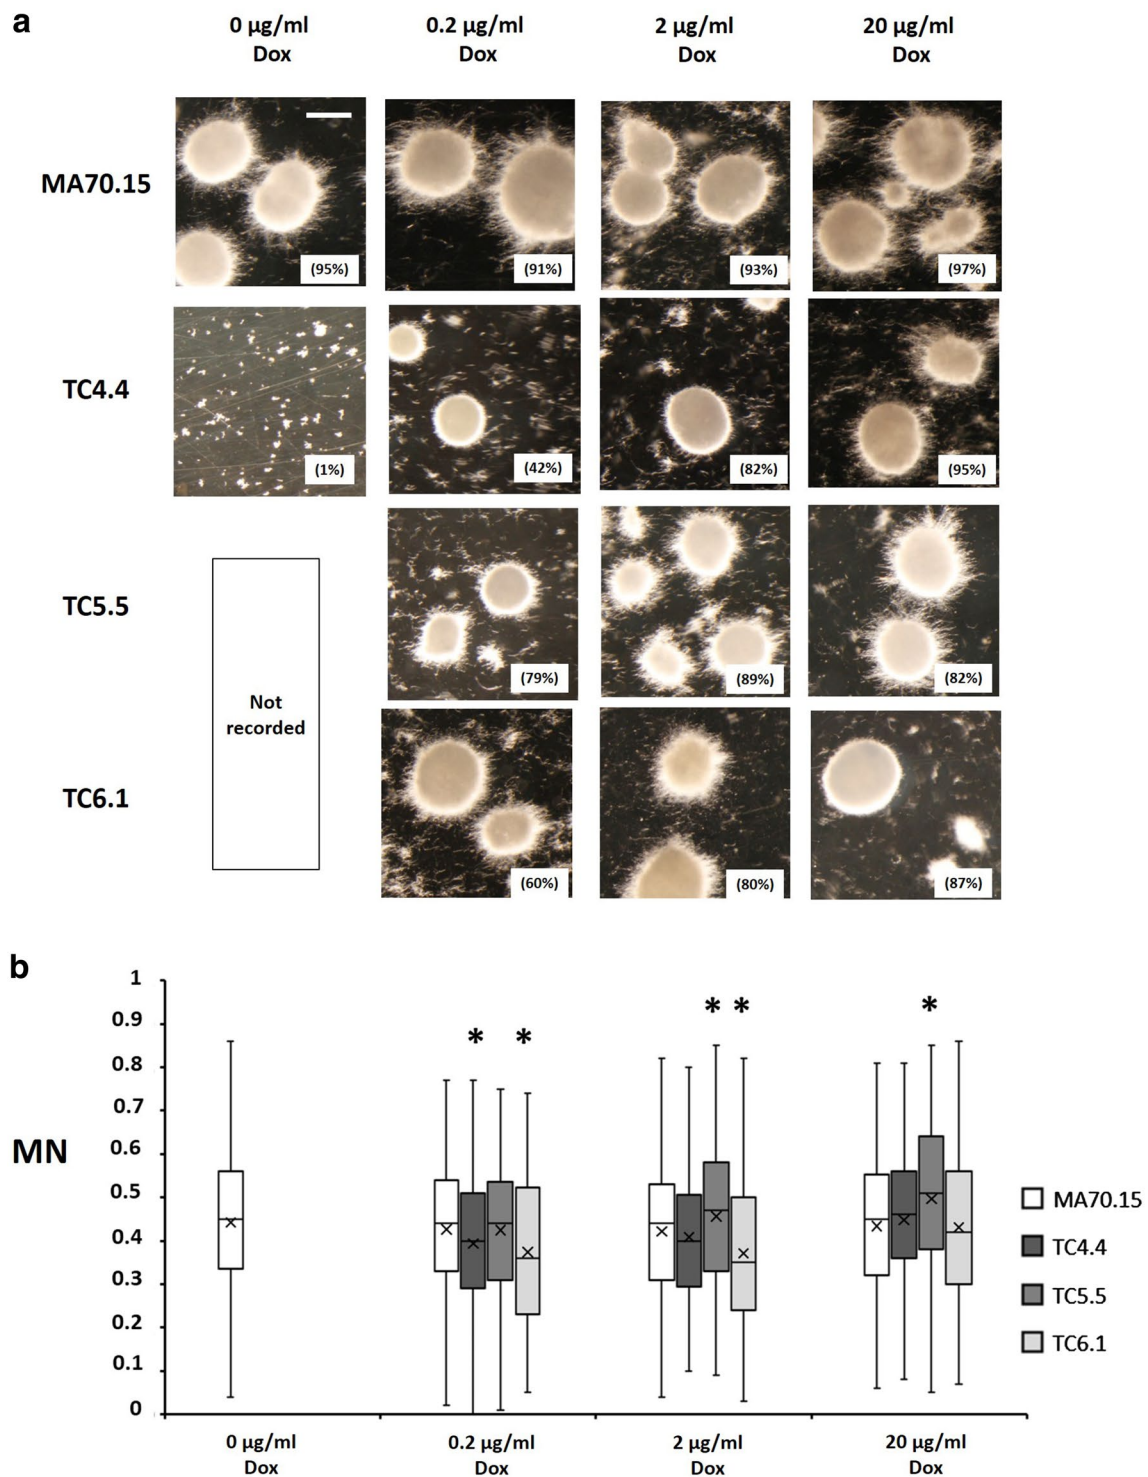 a
0 µg/ml
Dox
0.2 µg/ml
Dox
2 µg/ml
Dox
20 µg/ml
Dox
MA70.15
(95%)
(91%)
(93%)
(97%)
TC4.4
(1%)
(42%)
(82%)
(95%)
TC5.5
(79%)
(89%)
(82%)
Not
recorded
TC6.1
(60%)
(80%)
(87%)
b
MN
1
0.9
0.8
0.7
0.6
0.5
0.4
0.3
0.2
0.1
0
* *
* *
*
MA70.15
TC4.4
TC5.5
TC6.1
0 µg/ml
Dox
0.2 µg/ml
Dox
2 µg/ml
Dox
20 µg/ml
Dox